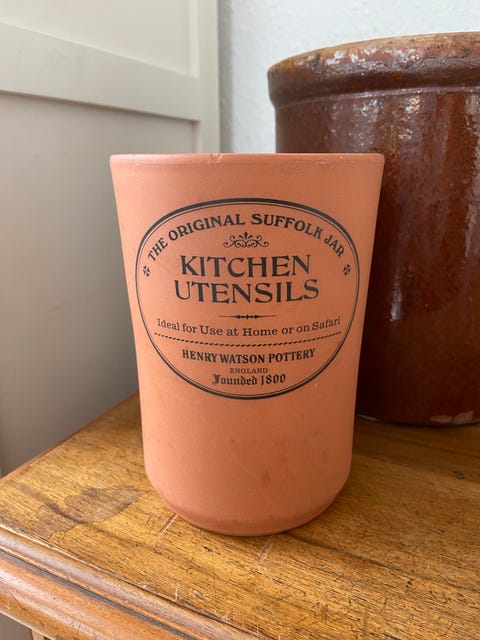 THE ORIGINAL SUFFOLK JAR
KITCHEN
UTENSILS
Ideal for Use at Home or on Safari
HENRY WATSON POTTERY
ENGLAND
Founded 1800